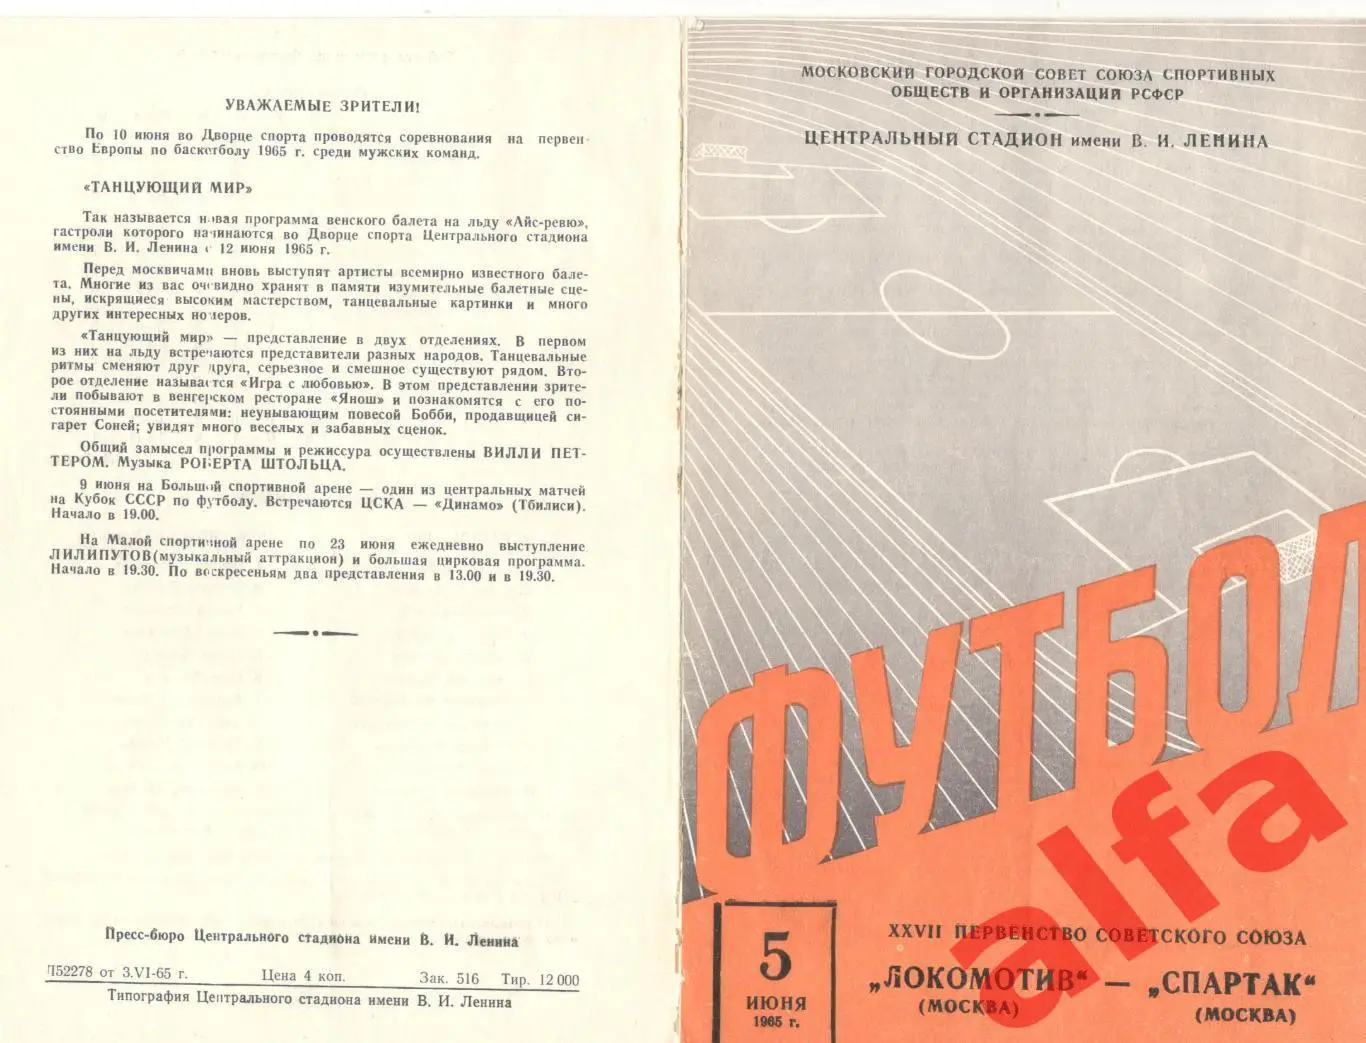 УВАЖАЕМЫЕ ЗРИТЕЛИ!
По 10 июня во Дворце спорта проводятся соревнования на первен-
ство Европы по баскетболу 1965 г. среди мужских команд.
«ТАНЦУЮЩИЙ МИР»
Так называется новая программа венского балета на льду «Айс-ревю»,
гастроли которого начинаются во Дворце спорта Центрального стадиона
имени В. И. Ленина с 12 июня 1965 г.
Перед москвичами вновь выступят артисты всемирно известного бале-
та. Многие из вас очевидно хранят в памяти изумительные балетные сце-
ны, искрящиеся высоким мастерством, танцевальные картинки и много
других интересных номеров.
«Танцующий мир» — представление в двух отделениях. В первом
из них на льду встречаются представители разных народов. Танцевальные
ритмы сменяют друг друга, серьезное и смешное существуют рядом. Вто-
рое отделение называется «Игра с любовью». В этом представлении зрите-
ли побывают в венгерском ресторане «Янош» и познакомятся с его по-
стоянными посетителями: неунывающим повесой Бобби, продавщицей си-
гарет Соней; увидят много веселых и забавных сценок.
Общий замысел программы и режиссура осуществлены ВИЛЛИ ПЕТ-
ТЕРОМ. Музыка РОБЕРТА ШТОЛЬЦА.
9 июня на Большой спортивной арене — один из центральных матчей
на Кубок СССР по футболу. Встречаются ЦСКА — «Динамо» (Тбилиси).
Начало в 19.00.
На Малой спортивной арене по 23 июня ежедневно выступление
ЛИЛИПУТОВ(музыкальный аттракцион) и большая цирковая программа.
Начало в 19.30. По воскресеньям два представления в 13.00 и в 19.30.
Пресс-бюро Центрального стадиона имени В. И. Ленина
Л52278 от 3.VI-65 г. Цена 4 коп. Зак. 516 Тир. 12 000
Типография Центрального стадиона имени В. И. Ленина
МОСКОВСКИЙ ГОРОДСКОЙ СОВЕТ СОЮЗА СПОРТИВНЫХ
ОБЩЕСТВ И ОРГАНИЗАЦИЙ РСФСР
ЦЕНТРАЛЬНЫЙ СТАДИОН имени В. И. ЛЕНИНА
ФУТБОЛ
5
ИЮНЯ
1965 г.
XXVII ПЕРВЕНСТВО СОВЕТСКОГО СОЮЗА
„ЛОКОМОТИВ“ — „СПАРТАК“
(МОСКВА) (МОСКВА)
alfa